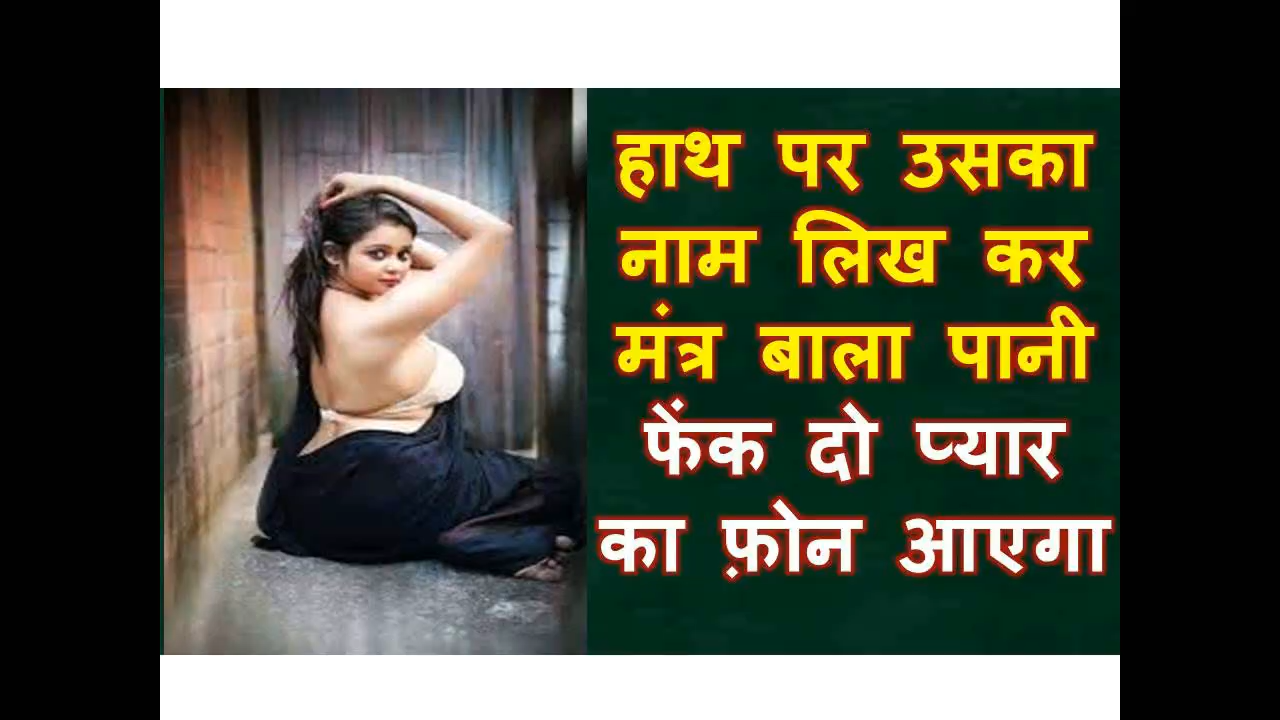 हाथ पर उसका
नाम लिख कर
मंत्र बाला पानी
फेंक दो प्यार
का फ़ोन आएगा